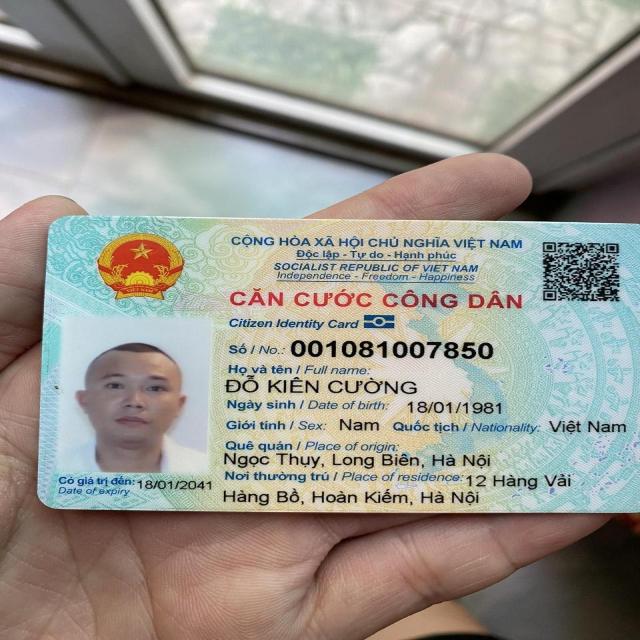 CỘNG HÒA XÃ HỘI CHỦ NGHĨA VIỆT NAM
Độc lập - Tự do - Hạnh phúc
SOCIALIST REPUBLIC OF VIET NAM
Independence - Freedom - Happiness
CĂN CƯỚC CÔNG DÂN
Citizen Identity Card
Số / No.: 001081007850
Họ và tên / Full name:
ĐỖ KIÊN CƯỜNG
Ngày sinh / Date of birth: 18/01/1981
Giới tính / Sex: Nam Quốc tịch / Nationality: Việt Nam
Quê quán / Place of origin:
Ngọc Thụy, Long Biên, Hà Nội
Nơi thường trú / Place of residence: 12 Hàng Vải
Hàng Bồ, Hoàn Kiếm, Hà Nội
Có giá trị đến: 18/01/2041
Date of expiry